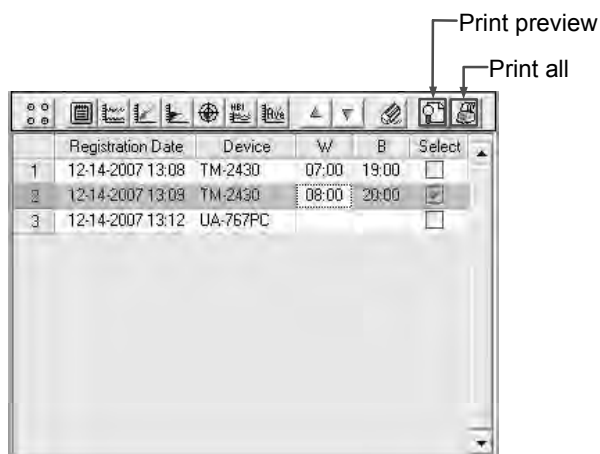 Print preview
Print all
HBI Ave
Registration Date Device W B Select
1 12-14-2007 13:08 TM-2430 07:00 19:00
2 12-14-2007 13:09 TM-2430 08:00 20:00
3 12-14-2007 13:12 UA-767PC